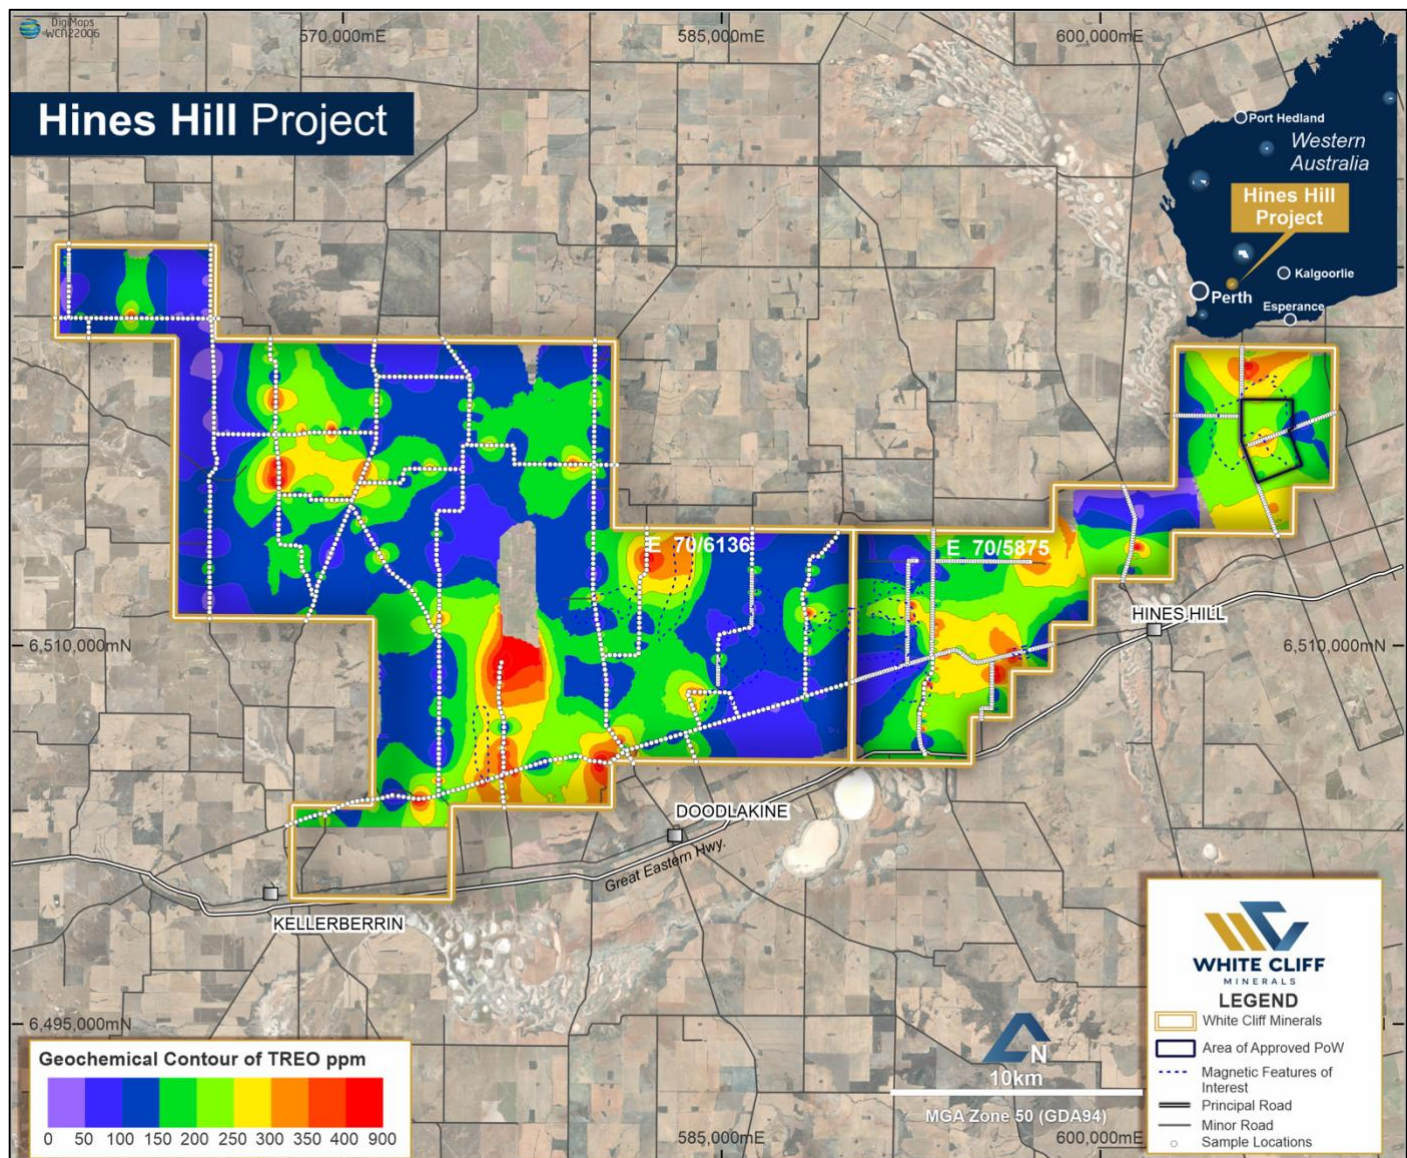 DigiMaps
WCN22006
570,000mE
585,000mE
600,000mE
Hines Hill Project
Port Hedland
Western
Australia
Hines Hill
Project
Kalgoorlie
Perth
Esperance
E 70/6136
E 70/5875
HINES HILL
6,510,000mN
6,510,000mN
DOODLAKINE
Great Eastern Hwy.
KELLERBERRIN
6,495,000mN
Geochemical Contour of TREO ppm
0 50 100 150 200 250 300 350 400 900
N
10km
MGA Zone 50 (GDA94)
585,000mE
600,000mE
WHITE CLIFF
MINERALS
LEGEND
White Cliff Minerals
Area of Approved PoW
Magnetic Features of
Interest
Principal Road
Minor Road
Sample Locations